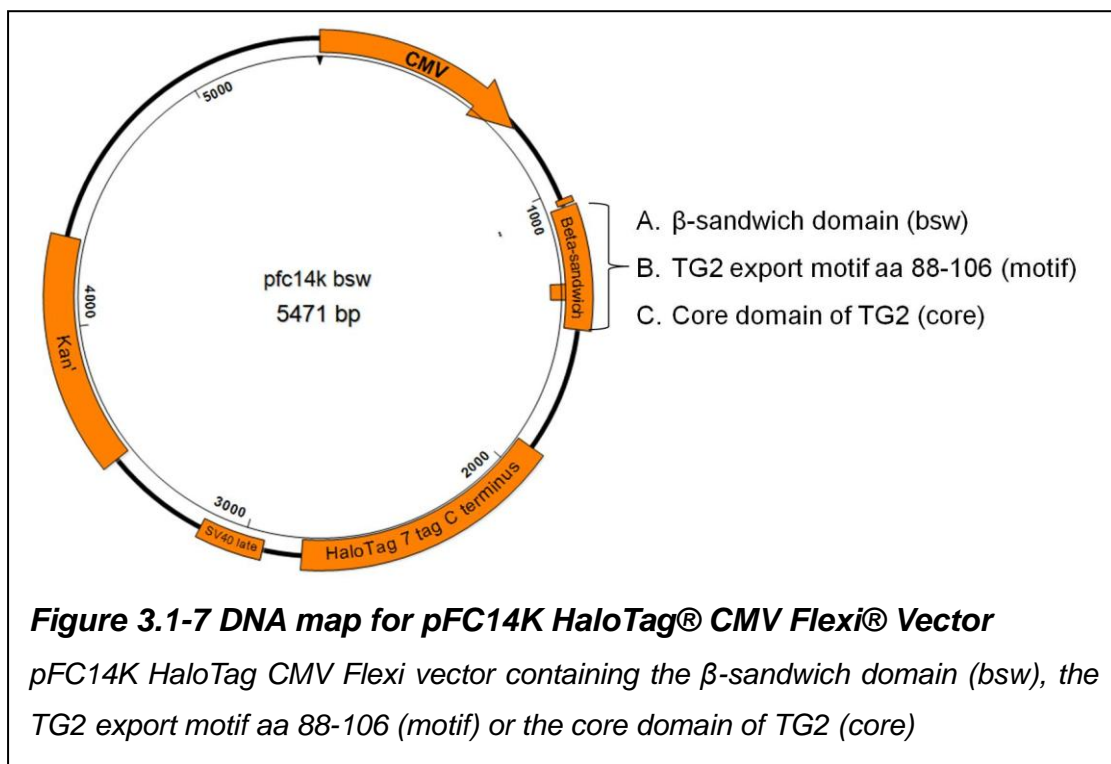 CMV
5000
1000
Beta-sandwich
A. β-sandwich domain (bsw)
B. TG2 export motif aa 88-106 (motif)
C. Core domain of TG2 (core)
pfc14k bsw
5471 bp
4000
Kan'
2000
HaloTag 7 tag C terminus
3000
SV40 late
Figure 3.1-7 DNA map for pFC14K HaloTag® CMV Flexi® Vector
pFC14K HaloTag CMV Flexi vector containing the β-sandwich domain (bsw), the
TG2 export motif aa 88-106 (motif) or the core domain of TG2 (core)